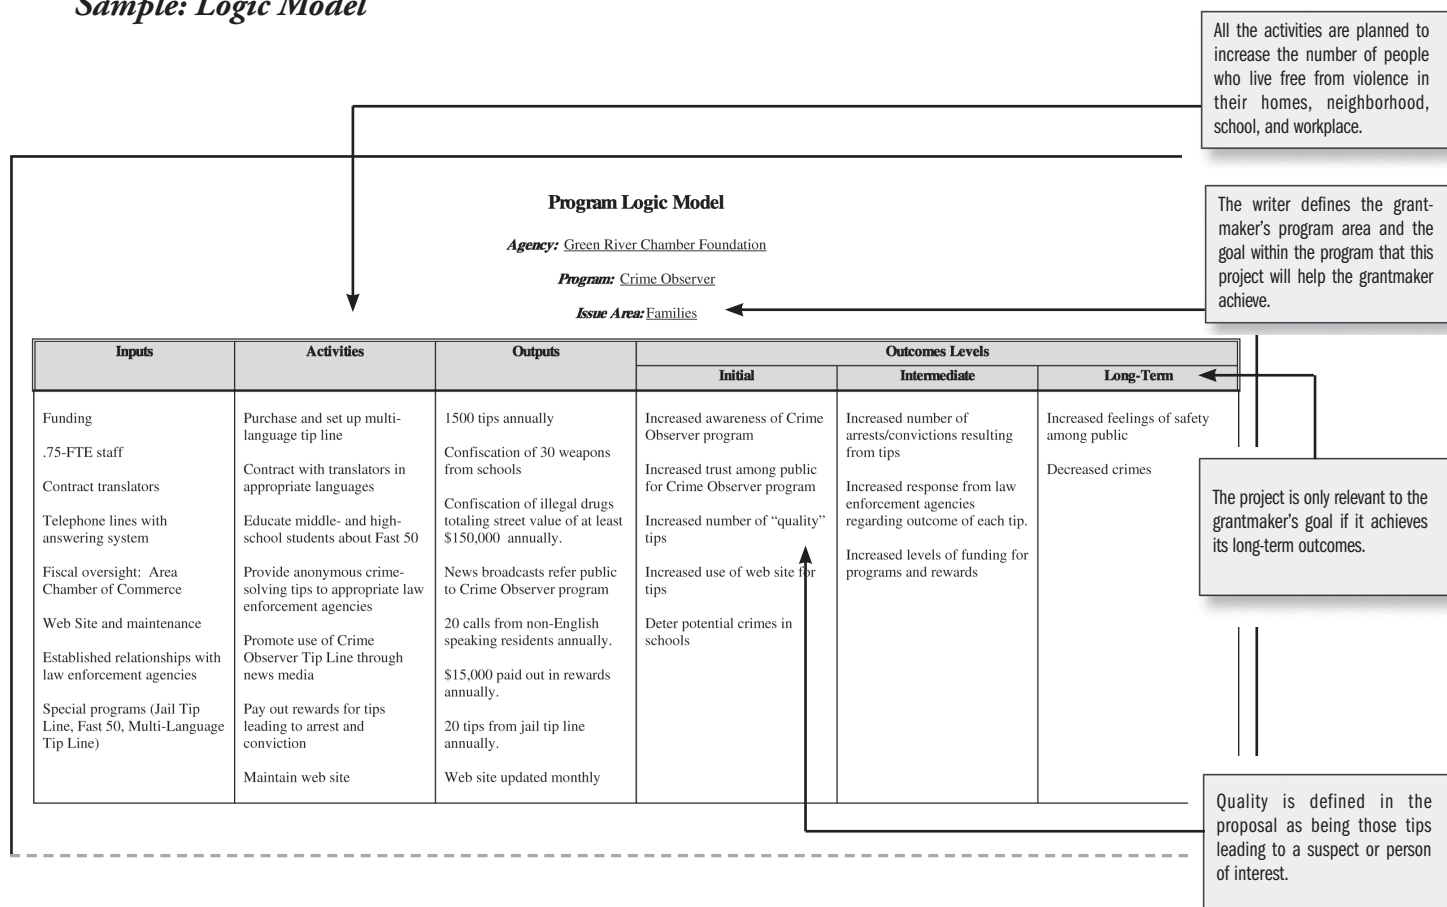 Sample: Logic Model
All the activities are planned to
increase the number of people
who live free from violence in
their homes, neighborhood,
school, and workplace.
Program Logic Model
Agency: Green River Chamber Foundation
Program: Crime Observer
Issue Area: Families
The writer defines the grant-
maker's program area and the
goal within the program that this
project will help the grantmaker
achieve.
Inputs
Activities
Outputs
Outcomes Levels
Initial
Intermediate
Long-Term
Funding
.75-FTE staff
Contract translators
Telephone lines with
answering system
Fiscal oversight: Area
Chamber of Commerce
Web Site and maintenance
Established relationships with
law enforcement agencies
Special programs (Jail Tip
Line, Fast 50, Multi-Language
Tip Line)
Purchase and set up multi-
language tip line
Contract with translators in
appropriate languages
Educate middle- and high-
school students about Fast 50
Provide anonymous crime-
solving tips to appropriate law
enforcement agencies
Promote use of Crime
Observer Tip Line through
news media
Pay out rewards for tips
leading to arrest and
conviction
Maintain web site
1500 tips annually
Confiscation of 30 weapons
from schools
Confiscation of illegal drugs
totaling street value of at least
$150,000 annually.
News broadcasts refer public
to Crime Observer program
20 calls from non-English
speaking residents annually.
$15,000 paid out in rewards
annually.
20 tips from jail tip line
annually.
Web site updated monthly
Increased awareness of Crime
Observer program
Increased trust among public
for Crime Observer program
Increased number of “quality”
tips
Increased use of web site for
tips
Deter potential crimes in
schools
Increased number of
arrests/convictions resulting
from tips
Increased response from law
enforcement agencies
regarding outcome of each tip.
Increased levels of funding for
programs and rewards
Increased feelings of safety
among public
Decreased crimes
The project is only relevant to the
grantmaker's goal if it achieves
its long-term outcomes.
Quality is defined in the
proposal as being those tips
leading to a suspect or person
of interest.